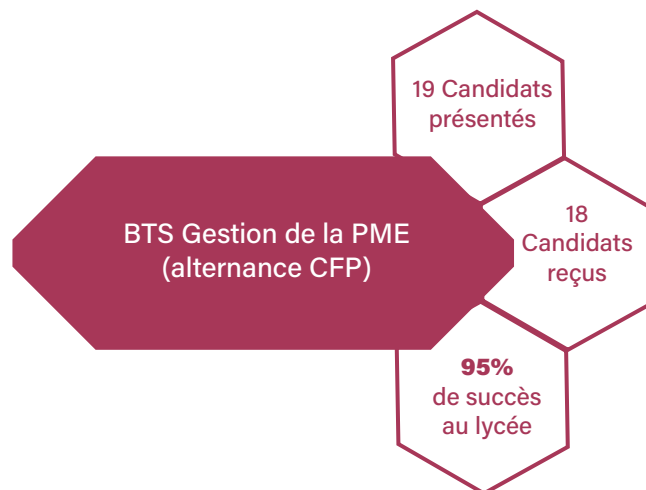 19 Candidats
présentés
BTS Gestion de la PME
(alternance CFP)
18
Candidats
reçus
95%
de succès
au lycée